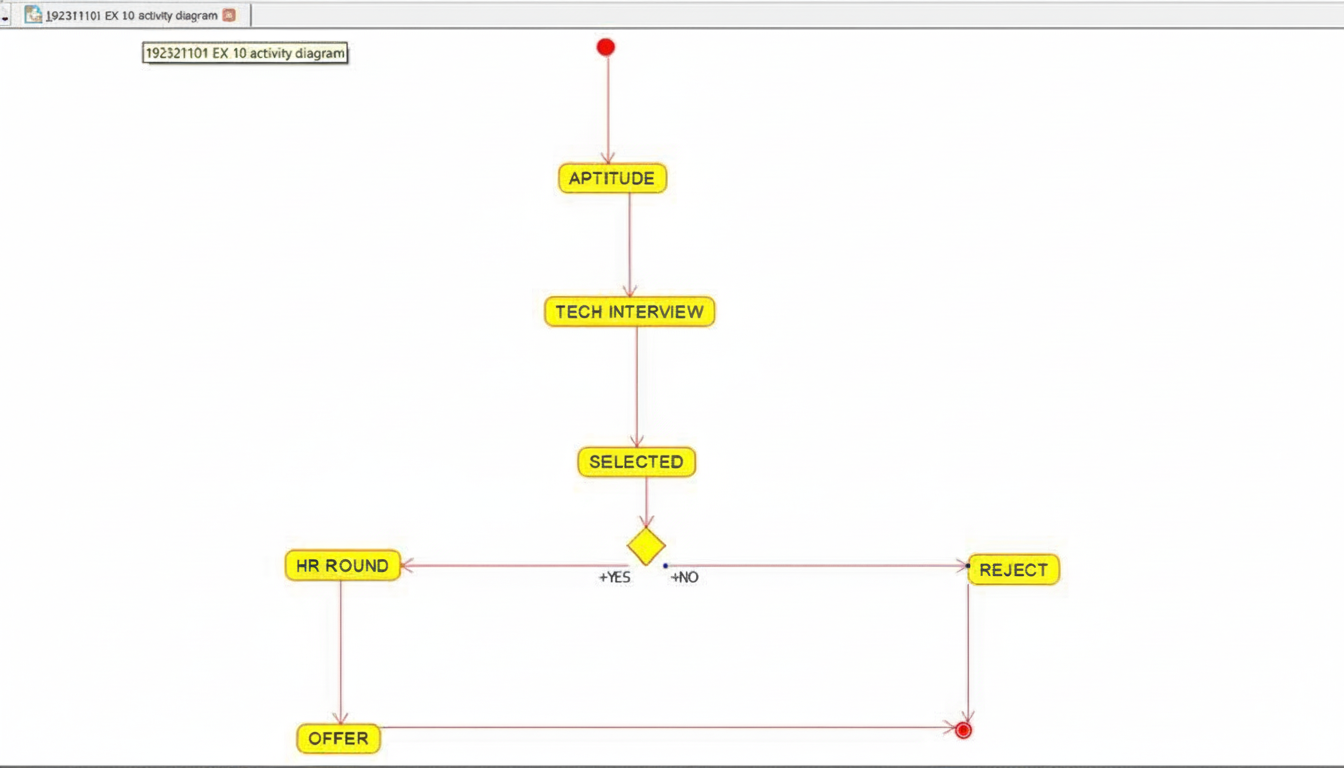 192311101 EX 10 activity diagram
192321101 EX 10 activity diagram
APTITUDE
TECH INTERVIEW
SELECTED
HR ROUND
+YES
+NO
REJECT
OFFER